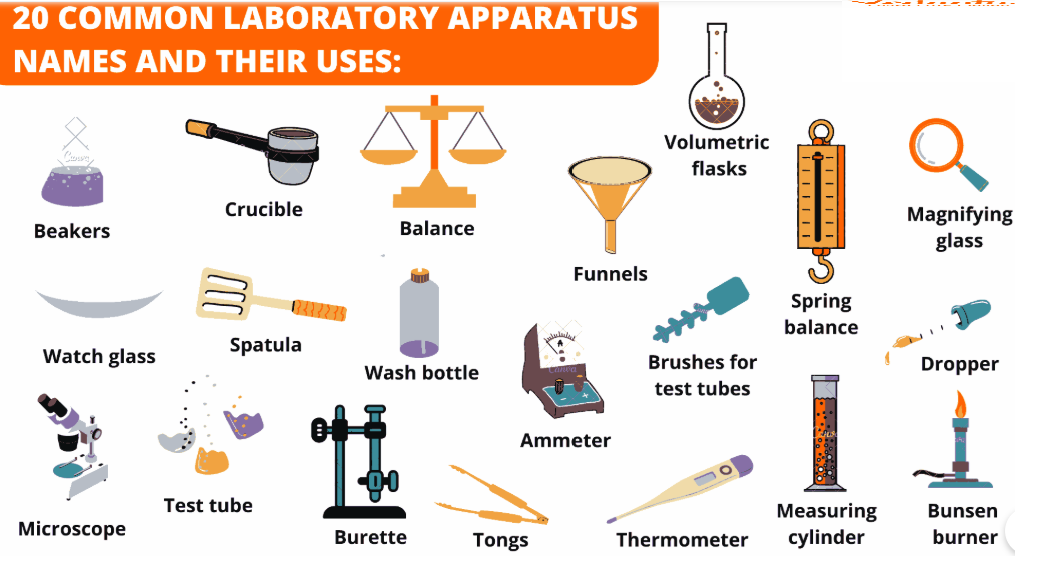 20 COMMON LABORATORY APPARATUS
NAMES AND THEIR USES:
Volumetric
flasks
Beakers
Crucible
Balance
Funnels
Magnifying
glass
Spring
balance
Watch glass
Spatula
Wash bottle
Brushes for
test tubes
Dropper
Ammeter
Microscope
Test tube
Burette
Tongs
Thermometer
Measuring
cylinder
Bunsen
burner
Canva
A
Canva